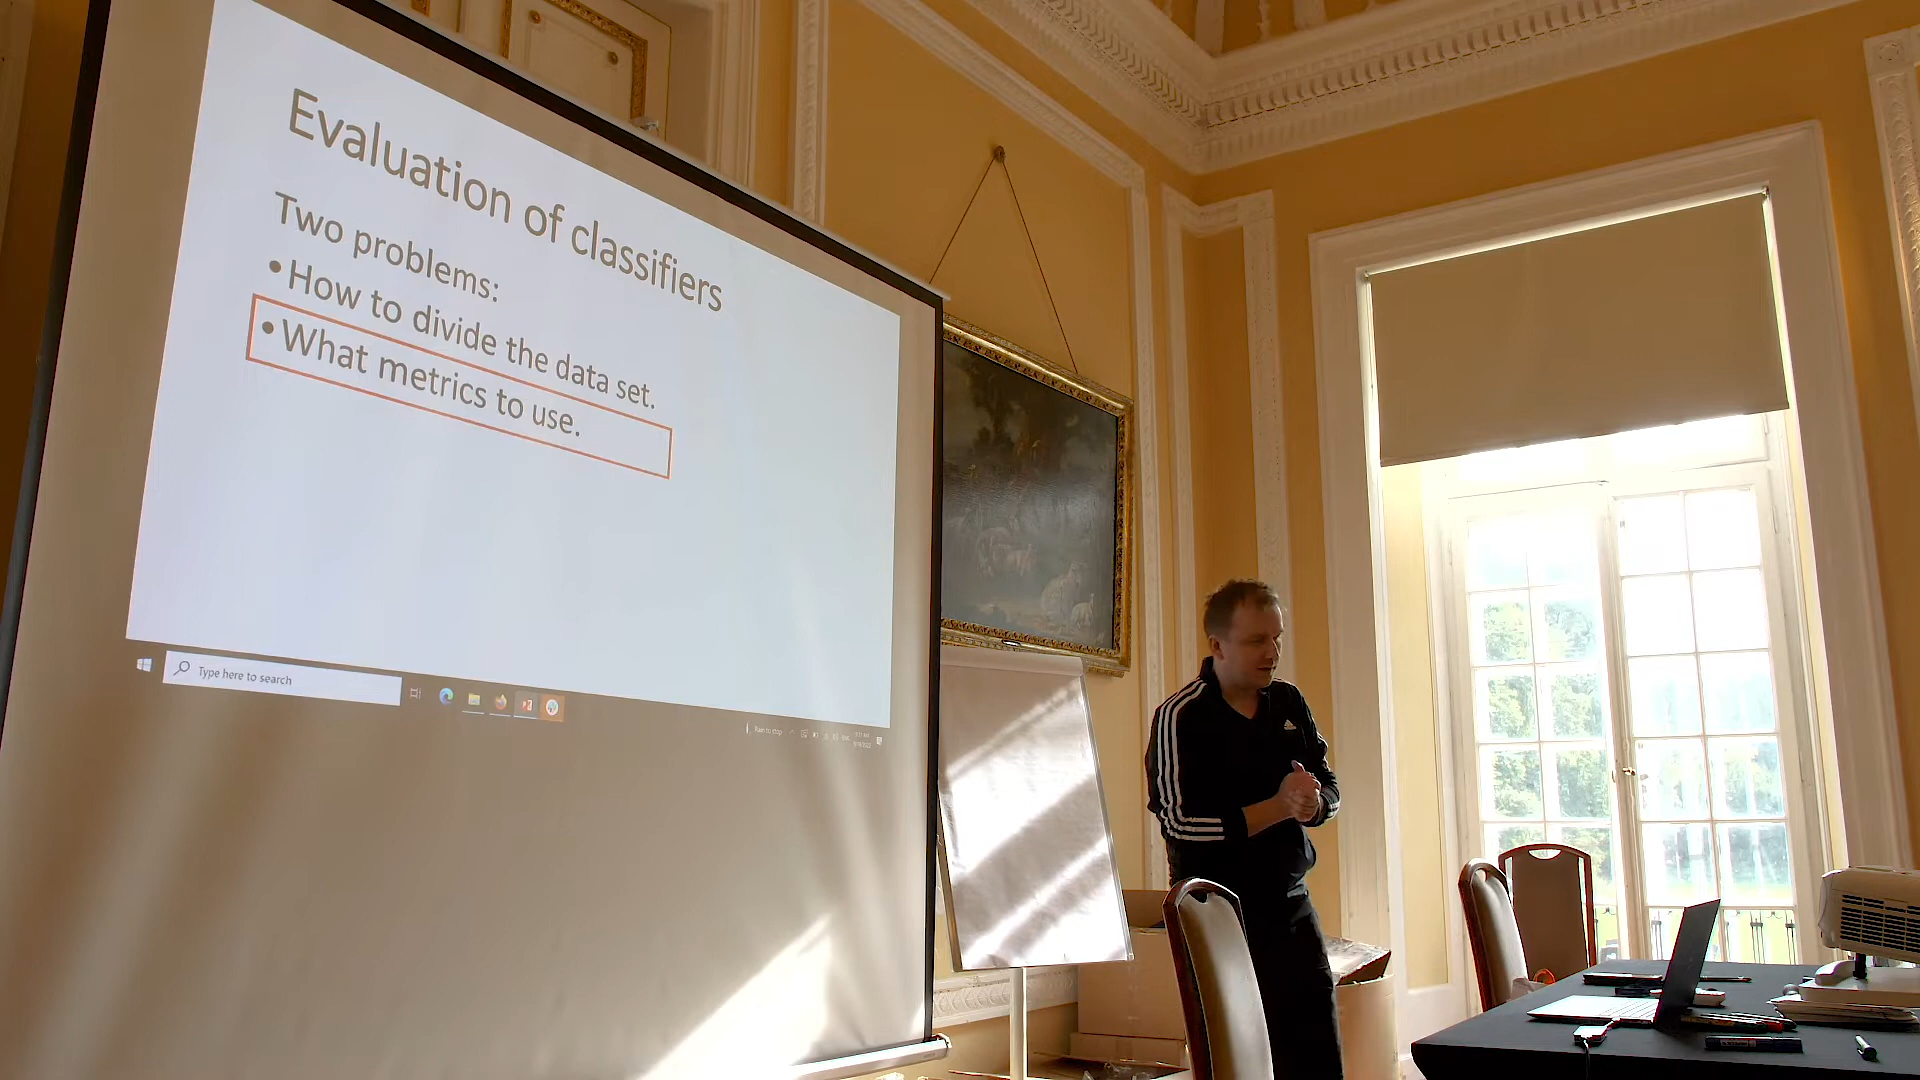 Evaluation of classifiers
Two problems:
• How to divide the data set.
• What metrics to use.
Type here to search